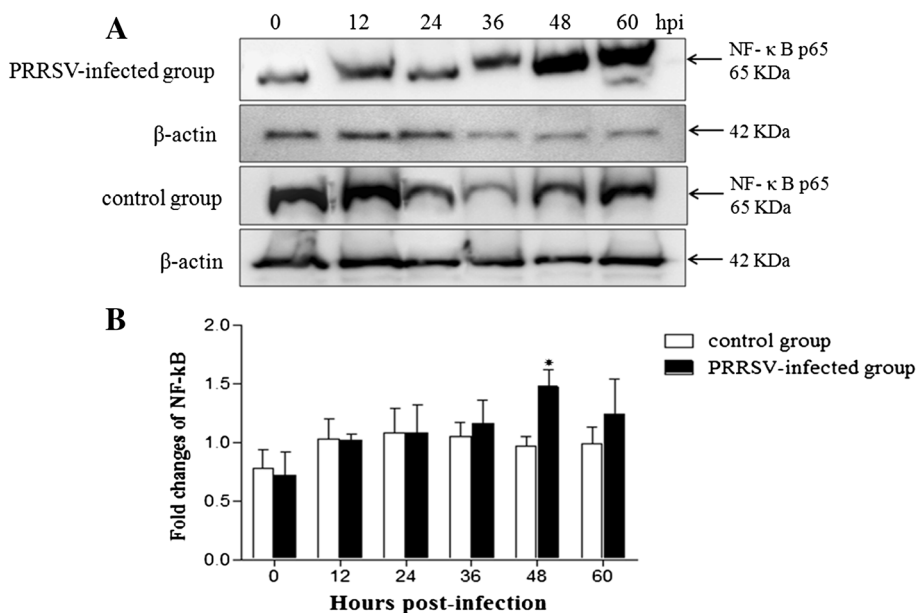 A
0 12 24 36 48 60 hpi
PRRSV-infected group
NF-κB p65
65 KDa
β-actin
42 KDa
control group
NF-κB p65
65 KDa
β-actin
42 KDa
B
control group
PRRSV-infected group
Fold changes of NF-kB
2.0
1.5
1.0
0.5
0.0
*
0 12 24 36 48 60
Hours post-infection